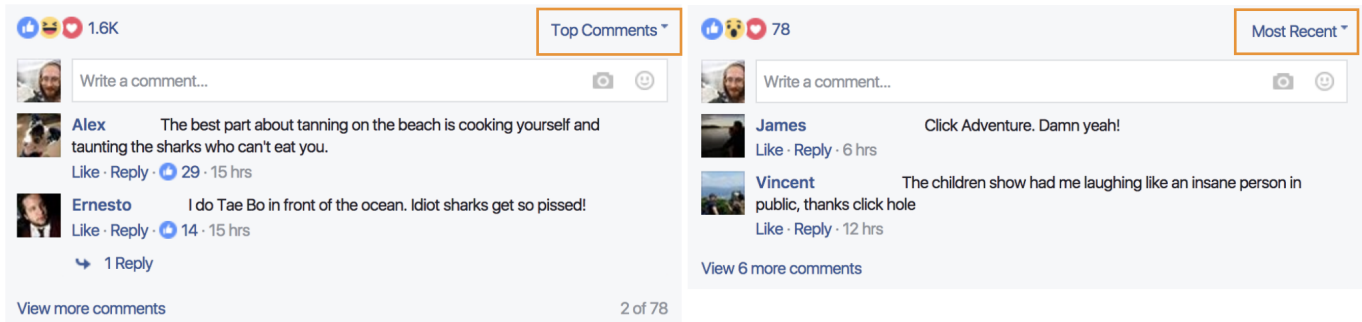 1.6K
Top Comments
Write a comment...
Alex The best part about tanning on the beach is cooking yourself and
taunting the sharks who can't eat you.
Like · Reply · 29 · 15 hrs
Ernesto I do Tae Bo in front of the ocean. Idiot sharks get so pissed!
Like · Reply · 14 · 15 hrs
1 Reply
View more comments 2 of 78
78
Most Recent
Write a comment...
James Click Adventure. Damn yeah!
Like · Reply · 6 hrs
Vincent The children show had me laughing like an insane person in
public, thanks click hole
Like · Reply · 12 hrs
View 6 more comments